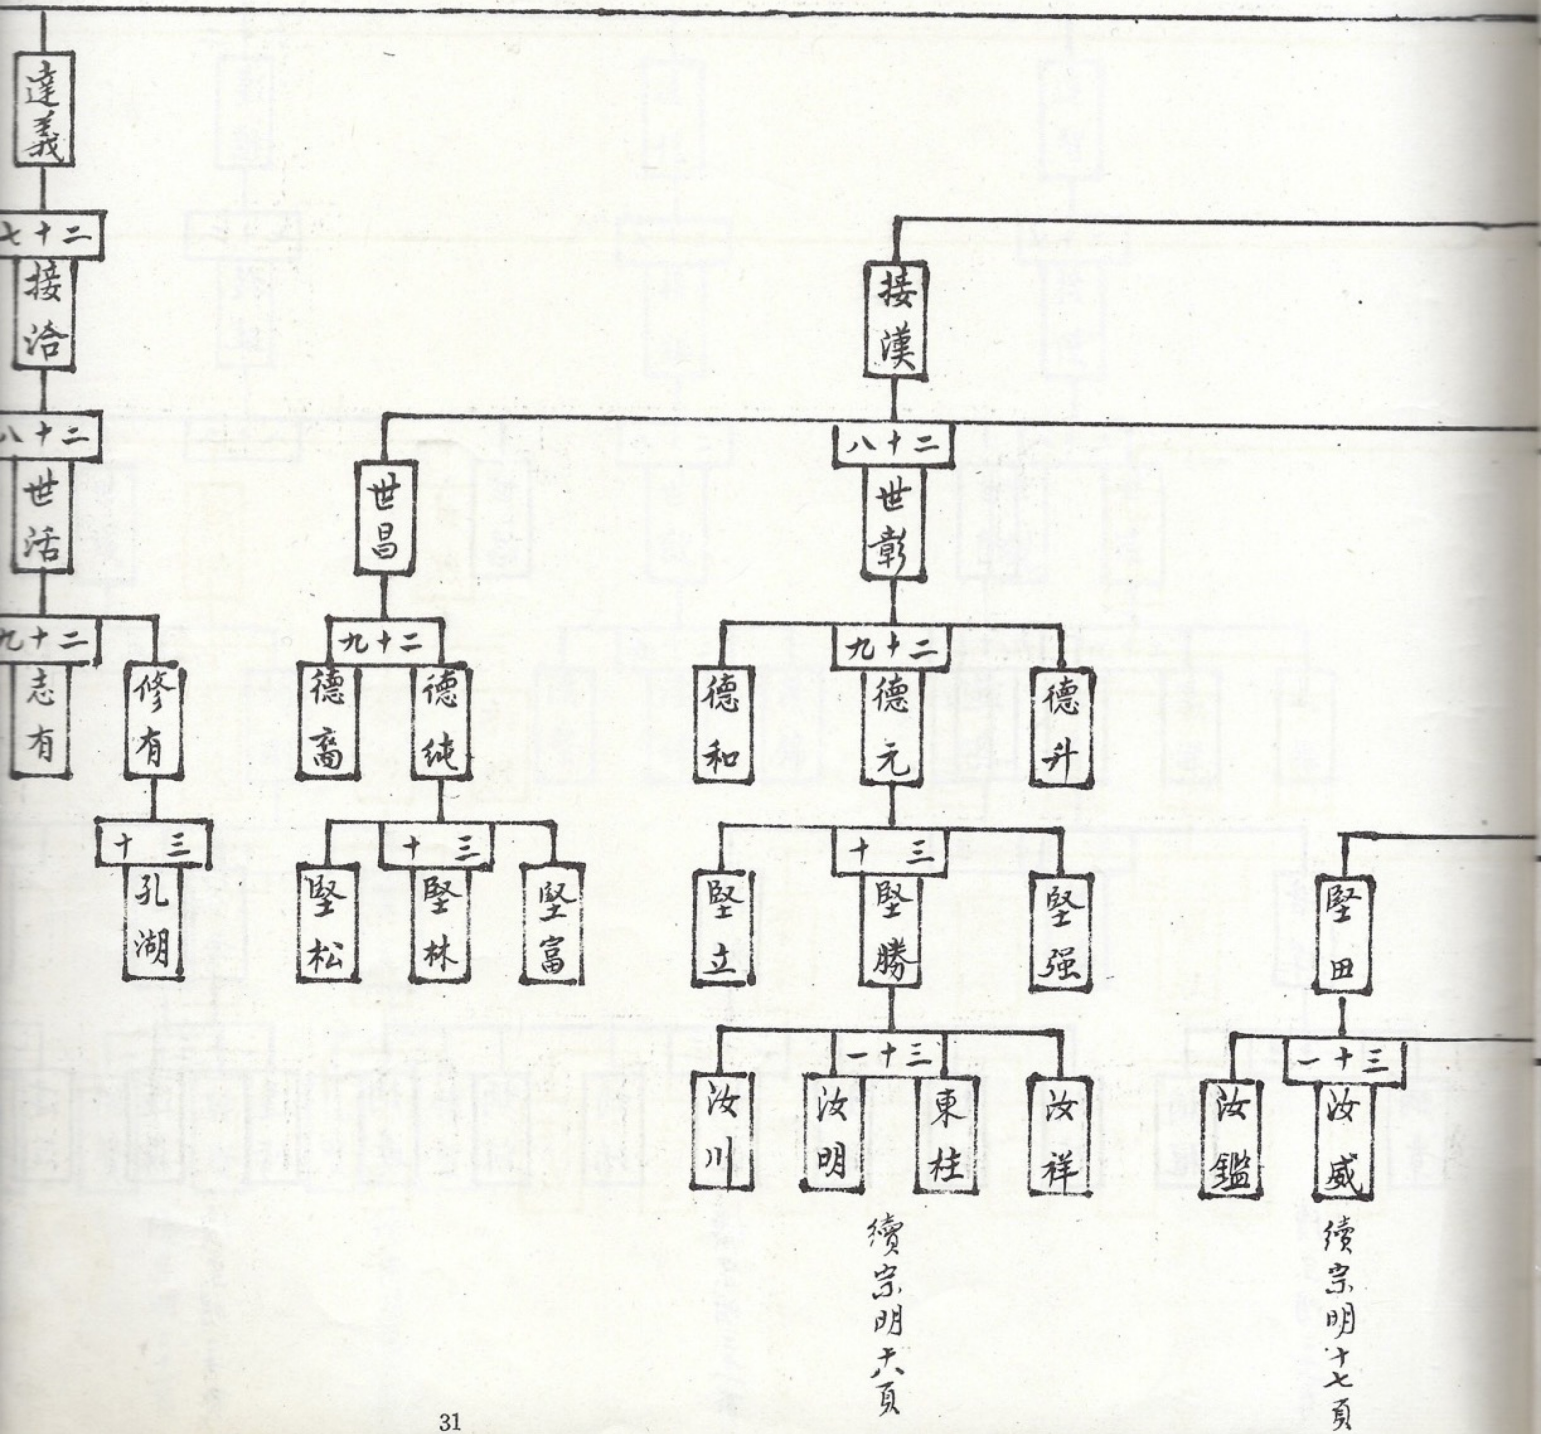 接漢
二十八
世彰
世昌
二十九
德升
德元
德和
二十九
德純
德裔
三十
堅強
堅勝
堅立
三十
堅富
堅林
堅松
堅田
三十一
汝威
汝鑑
三十一
汝祥
東柱
汝明
汝川
續宗明十七頁
續宗明十八頁
達義
二十七
接洽
二十八
世活
二十九
修有
志有
三十
孔湖
31